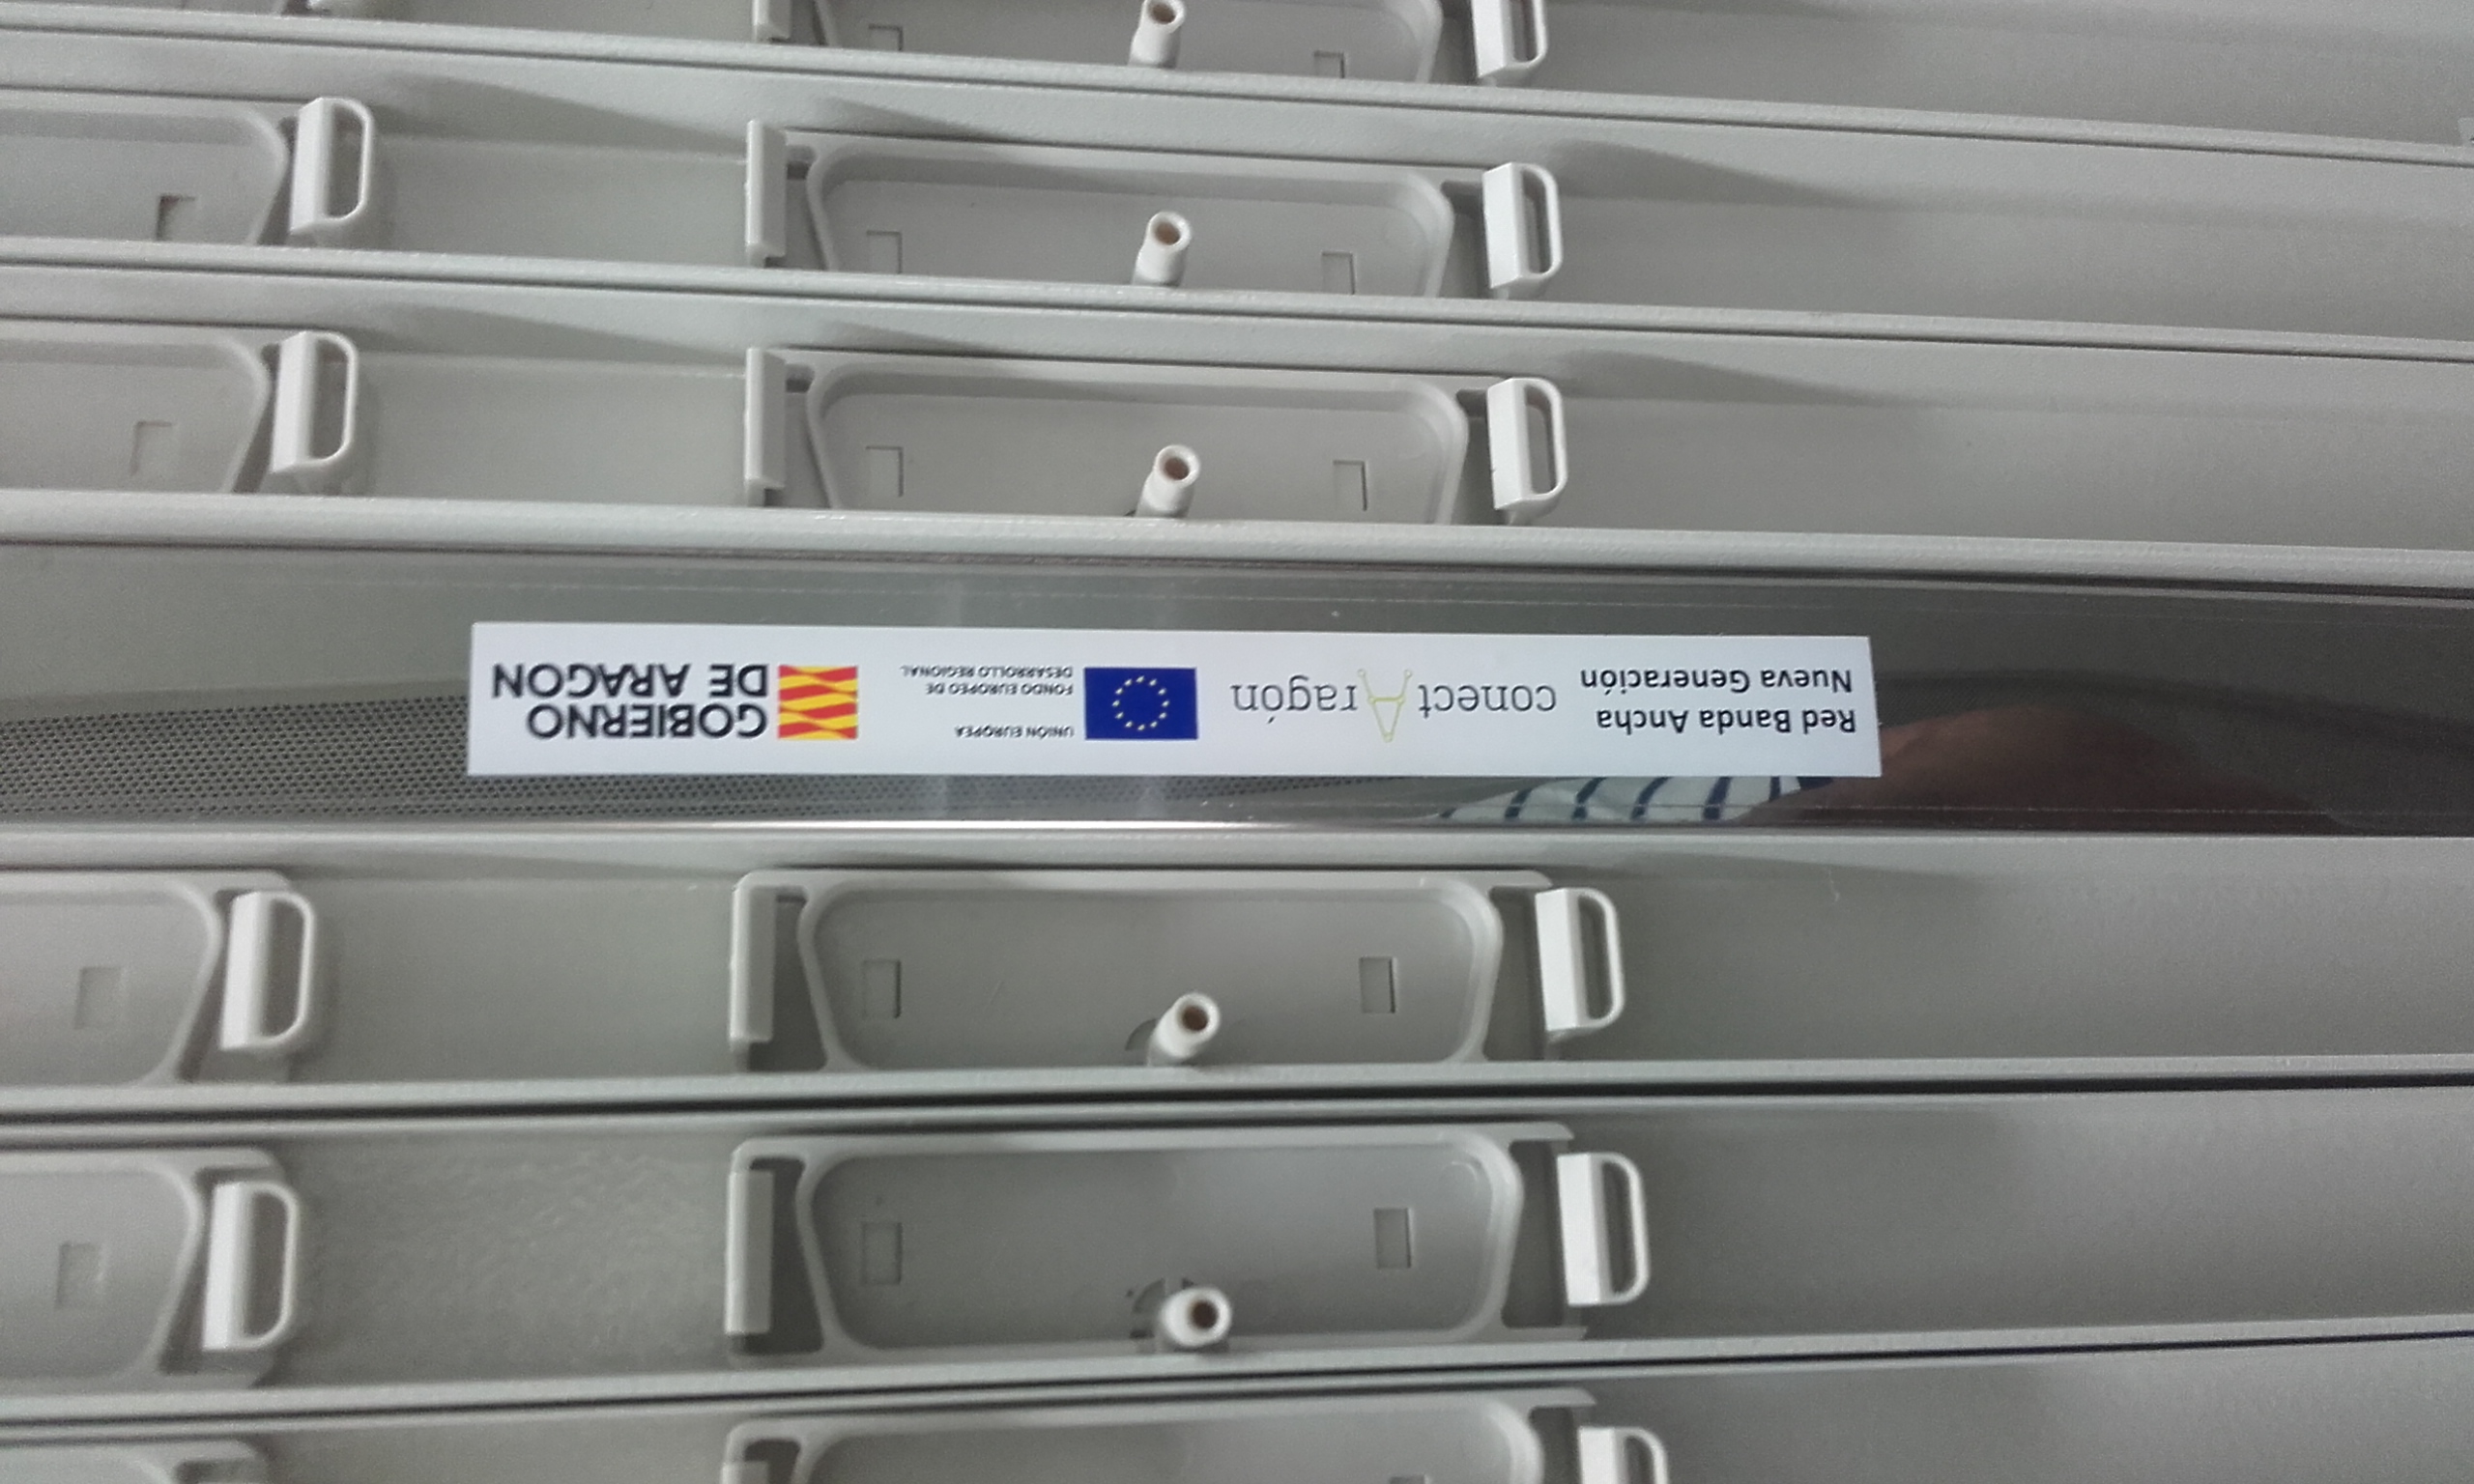 Red Banda Ancha
Nueva Generación
conectAragón
UNIÓN EUROPEA
FONDO EUROPEO DE
DESARROLLO REGIONAL
GOBIERNO
DE ARAGON